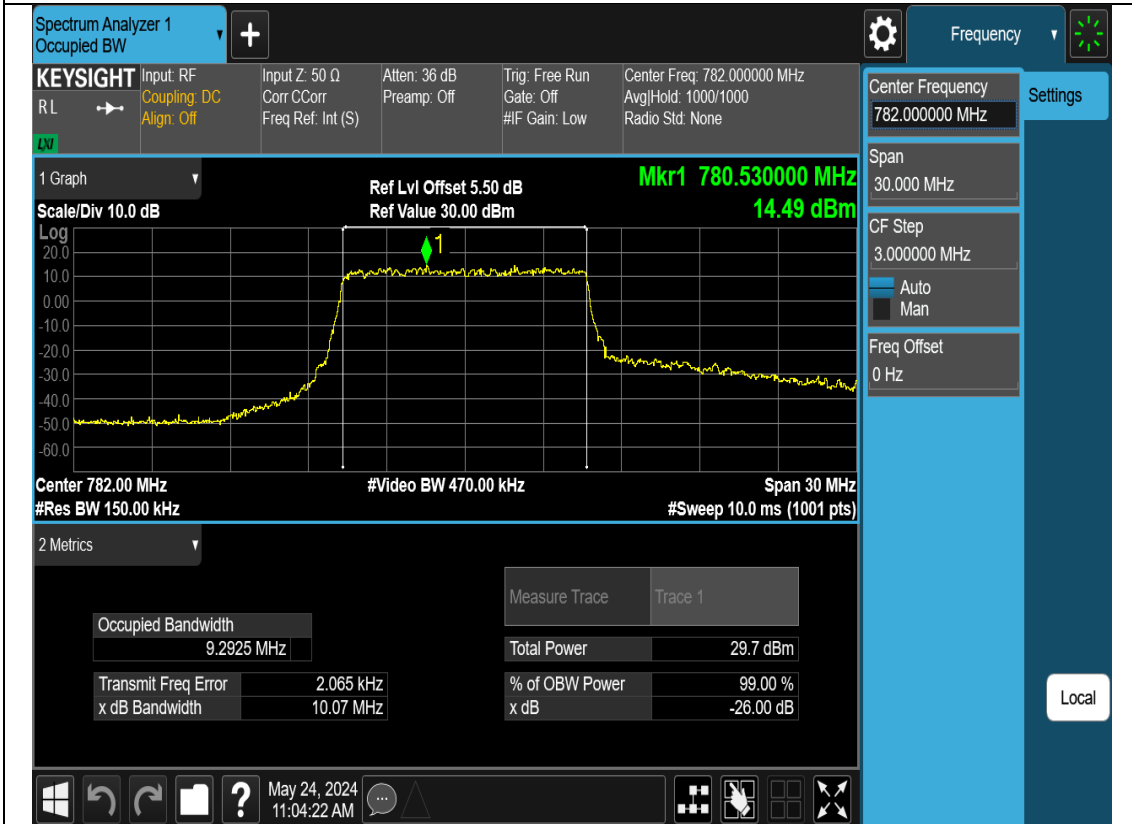 Spectrum Analyzer 1
Occupied BW
+
Frequency
KEYSIGHT
RL
LXI
Input: RF
Coupling: DC
Align: Off
Input Z: 50 Ω
Corr CCorr
Freq Ref: Int (S)
Atten: 36 dB
Preamp: Off
Trig: Free Run
Gate: Off
#IF Gain: Low
Center Freq: 782.000000 MHz
Avg|Hold: 1000/1000
Radio Std: None
Center Frequency
782.000000 MHz
Settings
Span
30.000 MHz
CF Step
3.000000 MHz
Auto
Man
Freq Offset
0 Hz
Local
1 Graph
Scale/Div 10.0 dB
Ref Lvl Offset 5.50 dB
Ref Value 30.00 dBm
Mkr1 780.530000 MHz
14.49 dBm
Log
1
20.0
10.0
0.00
-10.0
-20.0
-30.0
-40.0
-50.0
-60.0
Center 782.00 MHz
#Video BW 470.00 kHz
Span 30 MHz
#Res BW 150.00 kHz
#Sweep 10.0 ms (1001 pts)
2 Metrics
Measure Trace Trace 1
Occupied Bandwidth
9.2925 MHz
Total Power 29.7 dBm
Transmit Freq Error 2.065 kHz
% of OBW Power 99.00 %
x dB Bandwidth 10.07 MHz
x dB -26.00 dB
?
May 24, 2024
11:04:22 AM